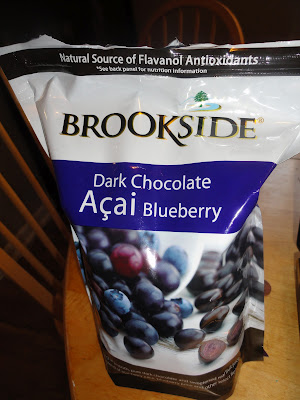 Natural Source of Flavanol Antioxidants
*See back panel for nutrition information
BROOKSIDE®
Dark Chocolate
Açai Blueberry